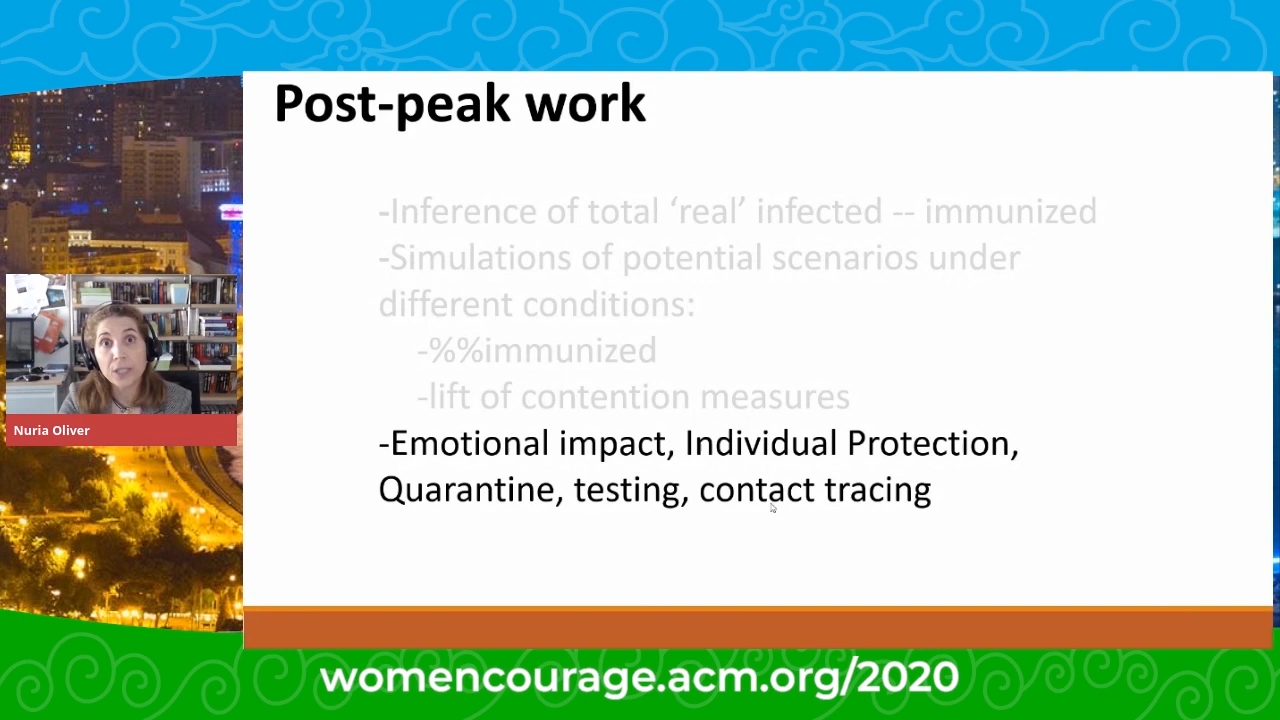 Post-peak work
-Inference of total ‘real’ infected -- immunized
-Simulations of potential scenarios under
different conditions:
-%%immunized
-lift of contention measures
-Emotional impact, Individual Protection,
Quarantine, testing, contact tracing
Nuria Oliver
womencourage.acm.org/2020